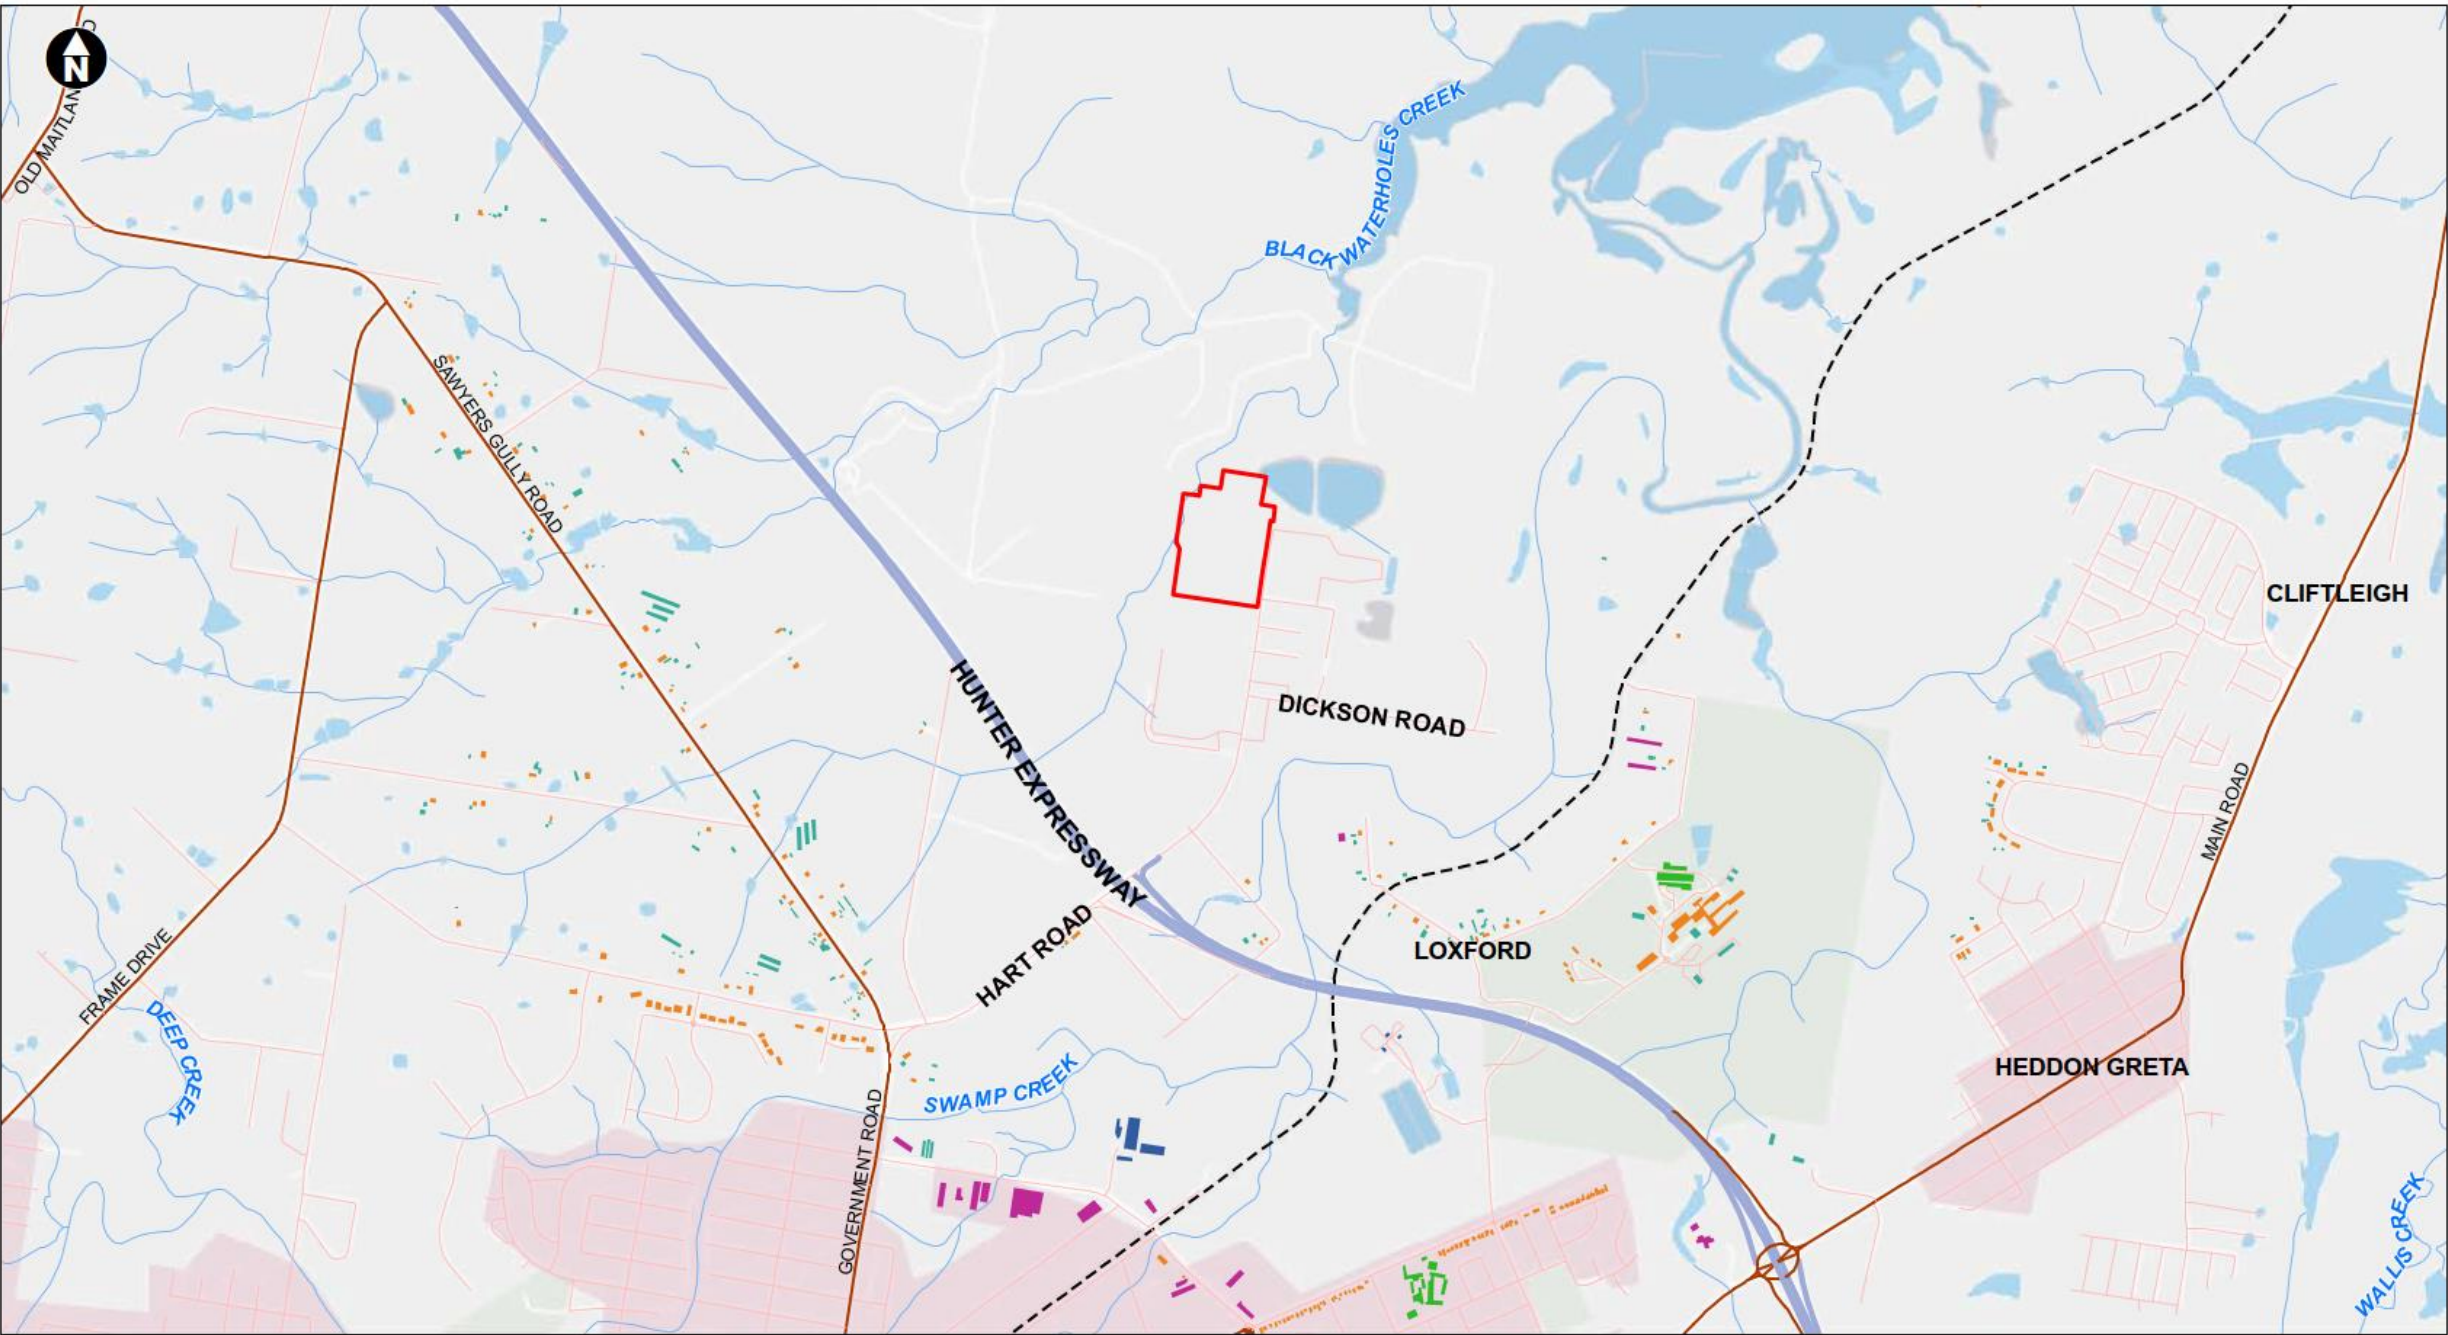 N
OLD MAITLAN
BLACK WATERHOLES CREEK
SAWYERS GULLY ROAD
CLIFTLEIGH
HUNTER EXPRESSWAY
DICKSON ROAD
MAIN ROAD
HART ROAD
LOXFORD
FRAME DRIVE
DEEP CREEK
SWAMP CREEK
HEDDON GRETA
GOVERNMENT ROAD
WALLIS CREEK